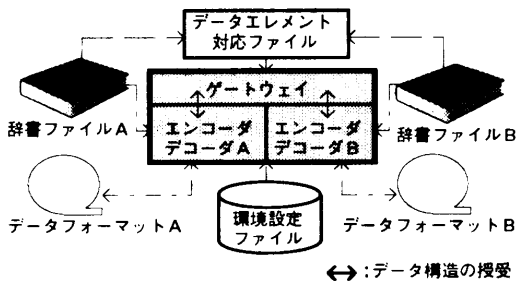 データエレメント
対応ファイル
ゲートウェイ
辞書ファイルA
エンコーダ
デコーダA
エンコーダ
デコーダB
辞書ファイルB
データフォーマットA
環境設定
ファイル
データフォーマットB
↔:データ構造の授受